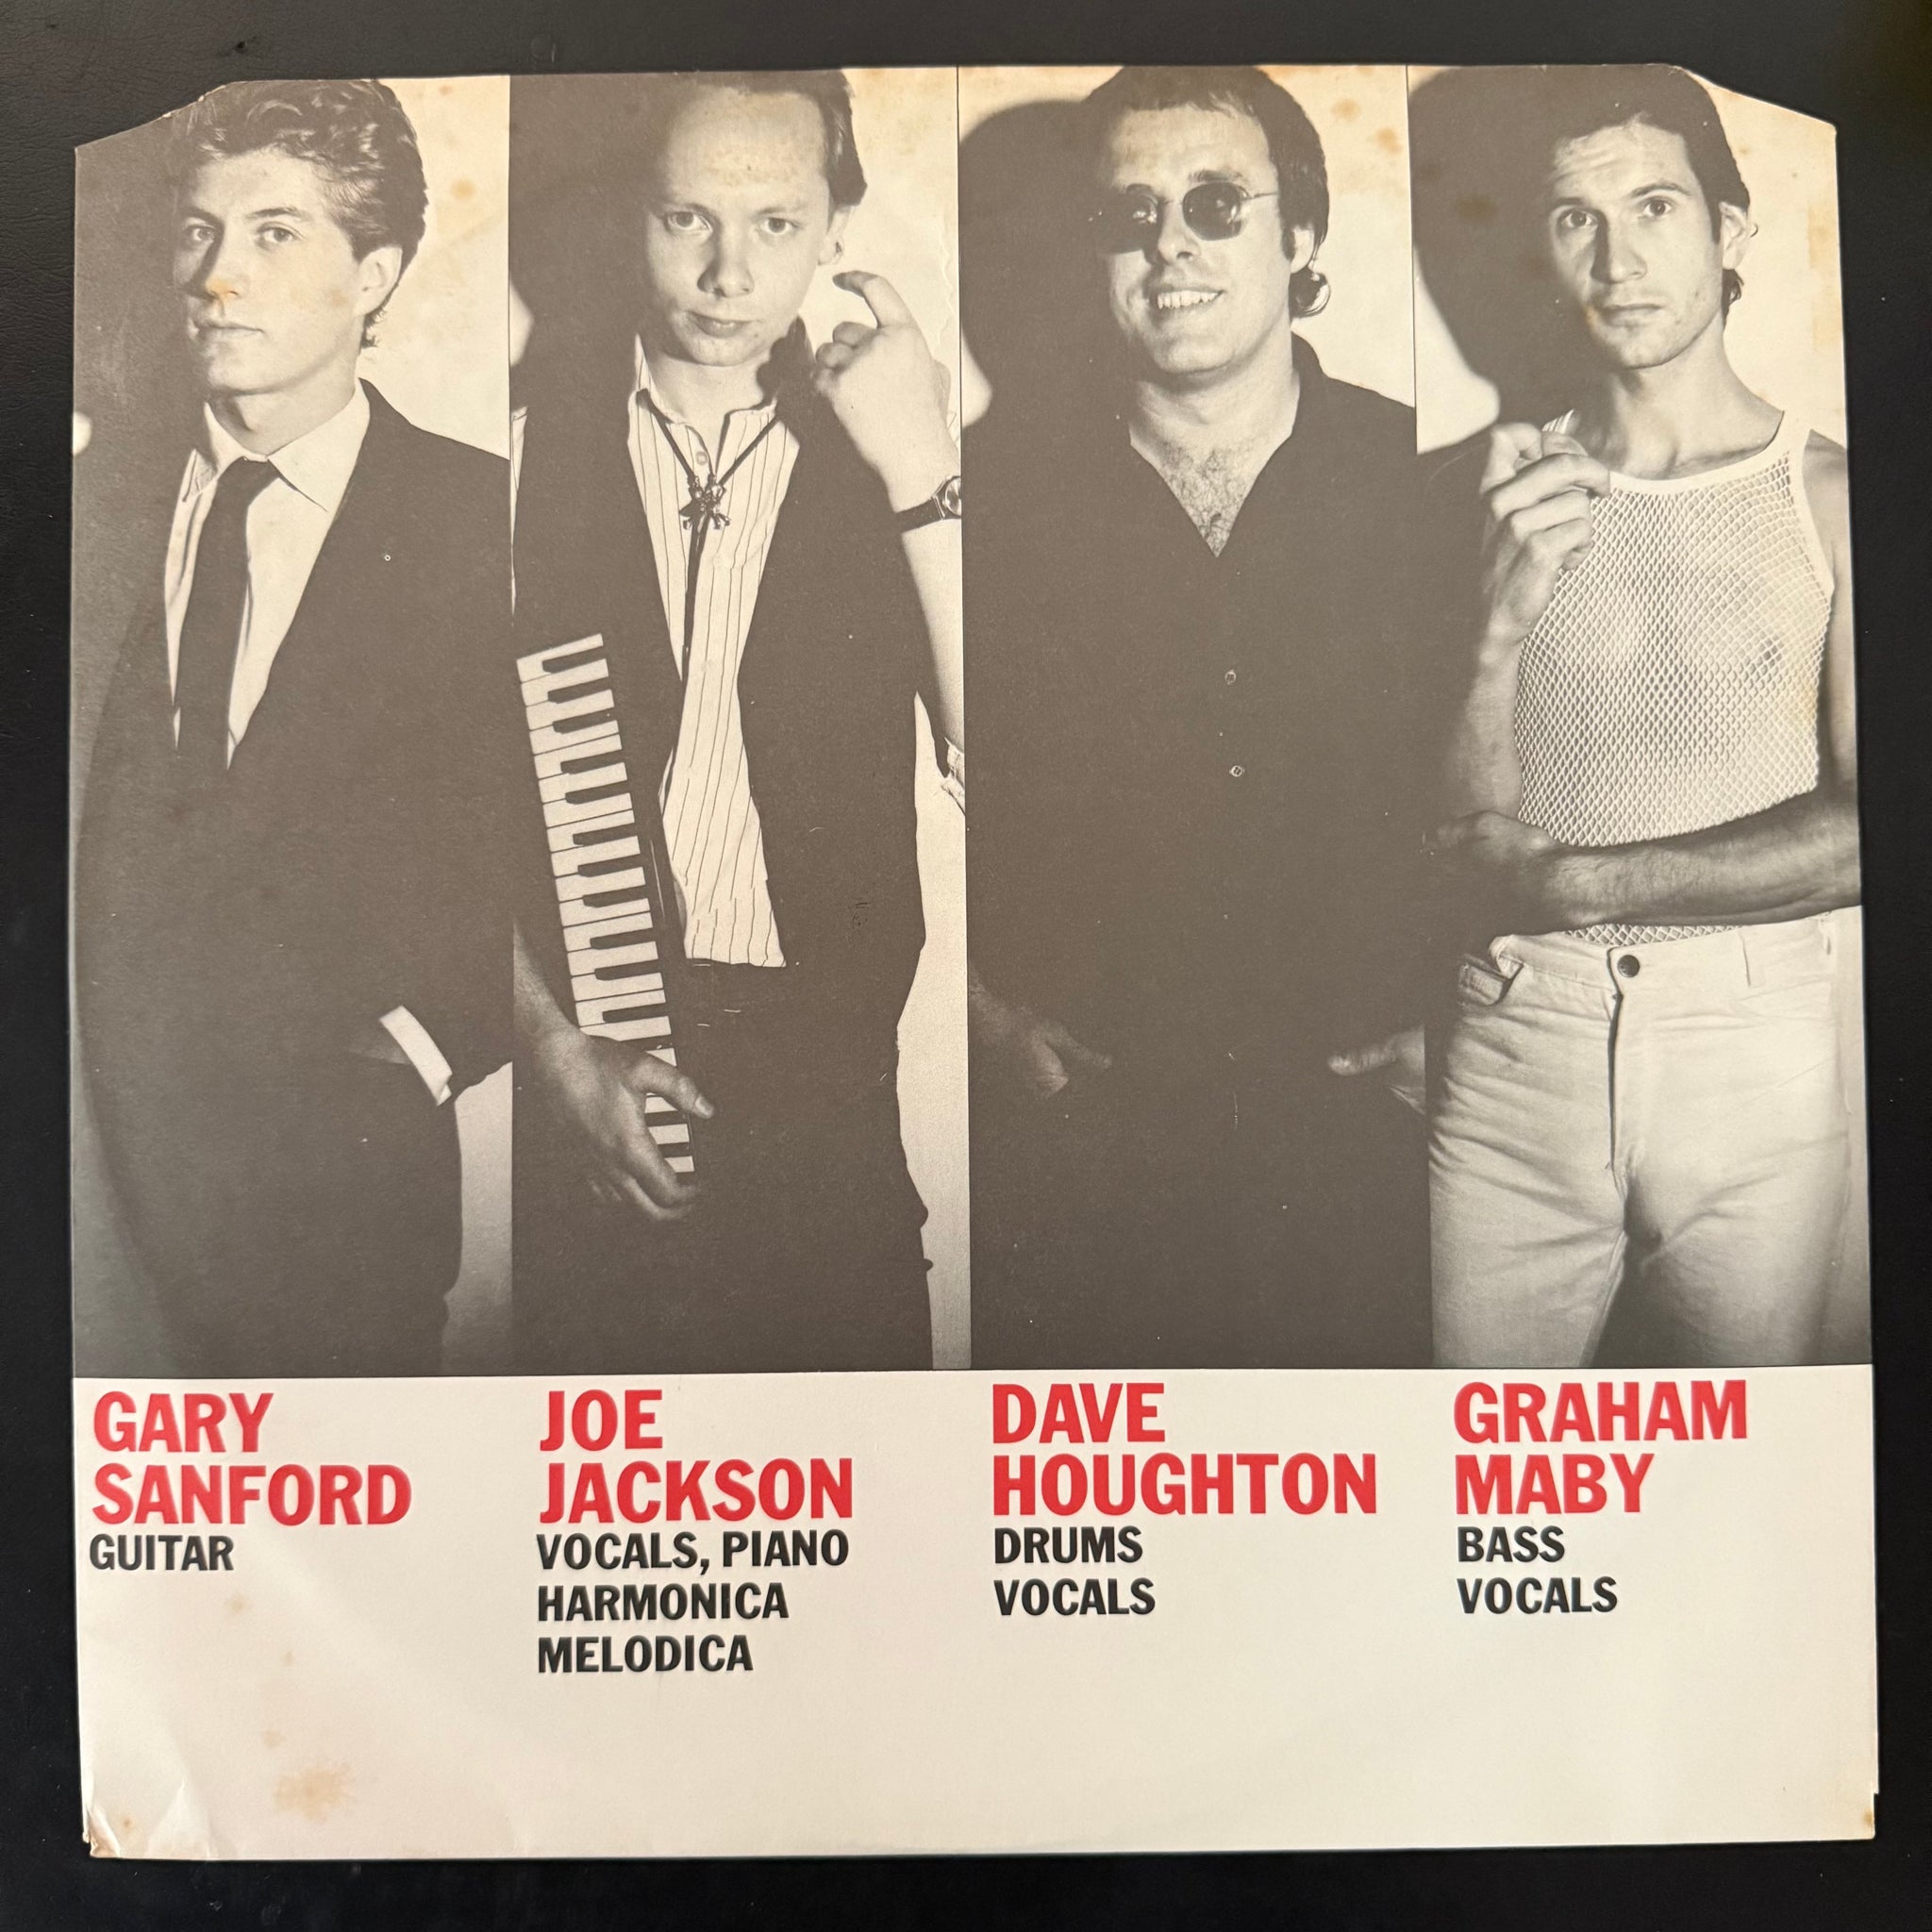 GARY
SANFORD
GUITAR
JOE
JACKSON
VOCALS, PIANO
HARMONICA
MELODICA
DAVE
HOUGHTON
DRUMS
VOCALS
GRAHAM
MABY
BASS
VOCALS